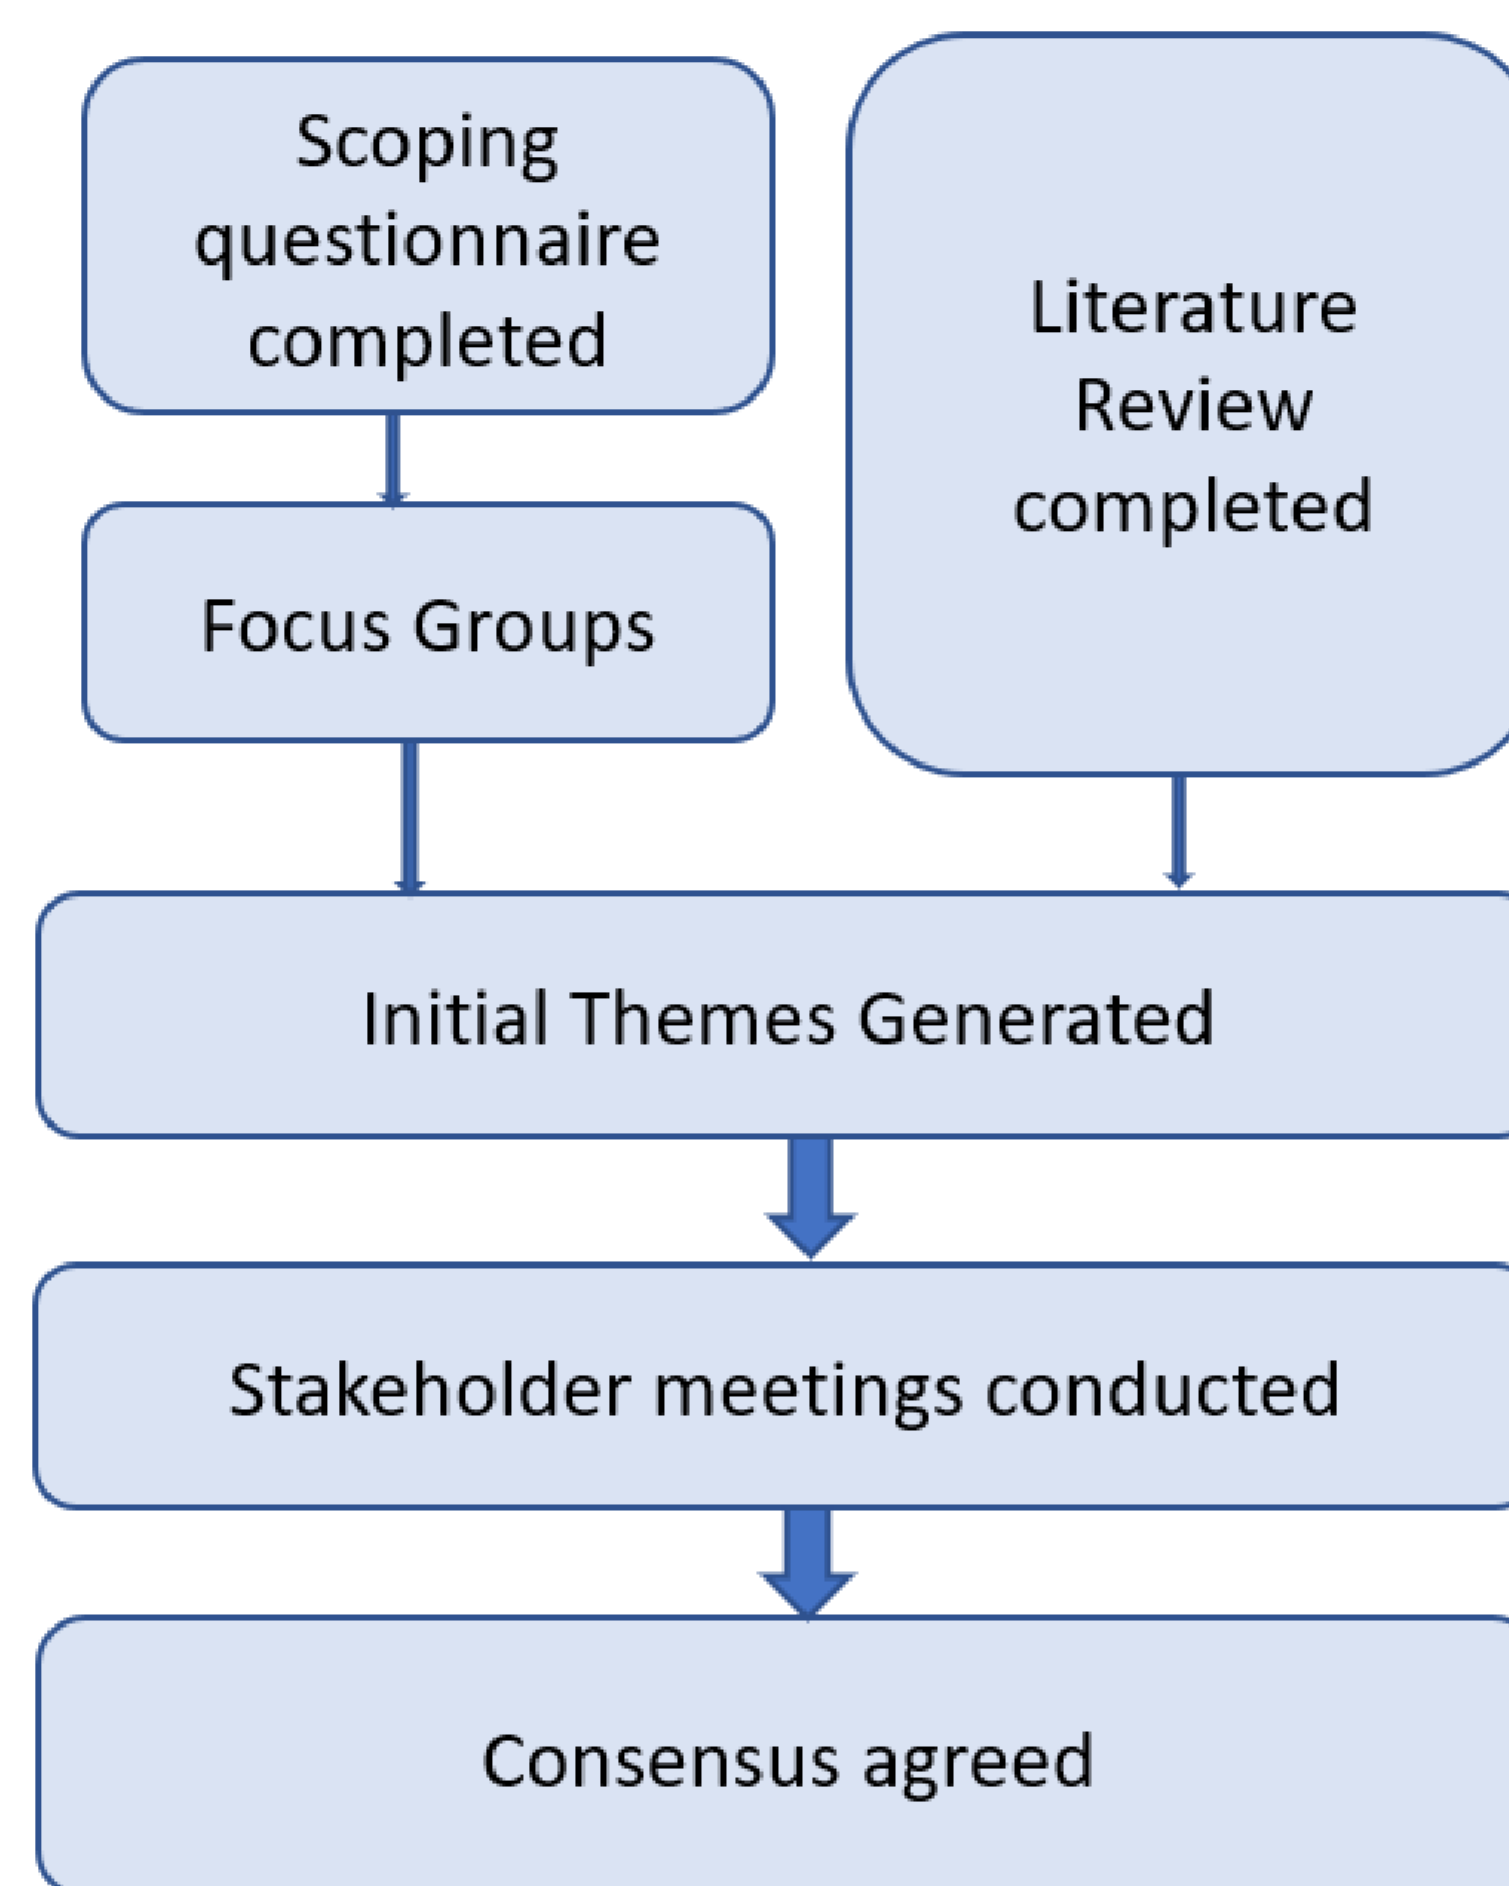 Scoping
questionnaire
completed
Literature
Review
completed
Focus Groups
Initial Themes Generated
Stakeholder meetings conducted
Consensus agreed